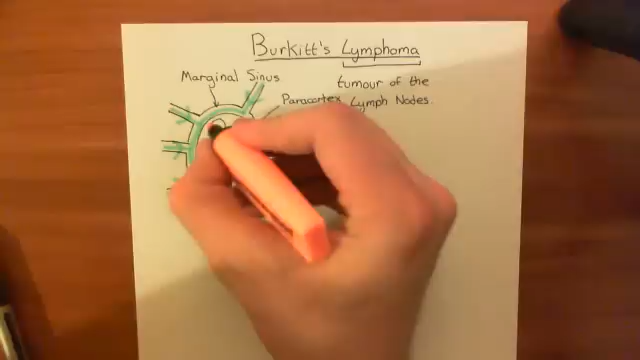 Burkitt's Lymphoma
Marginal Sinus
tumour of the
Lymph Nodes.
Paracortex